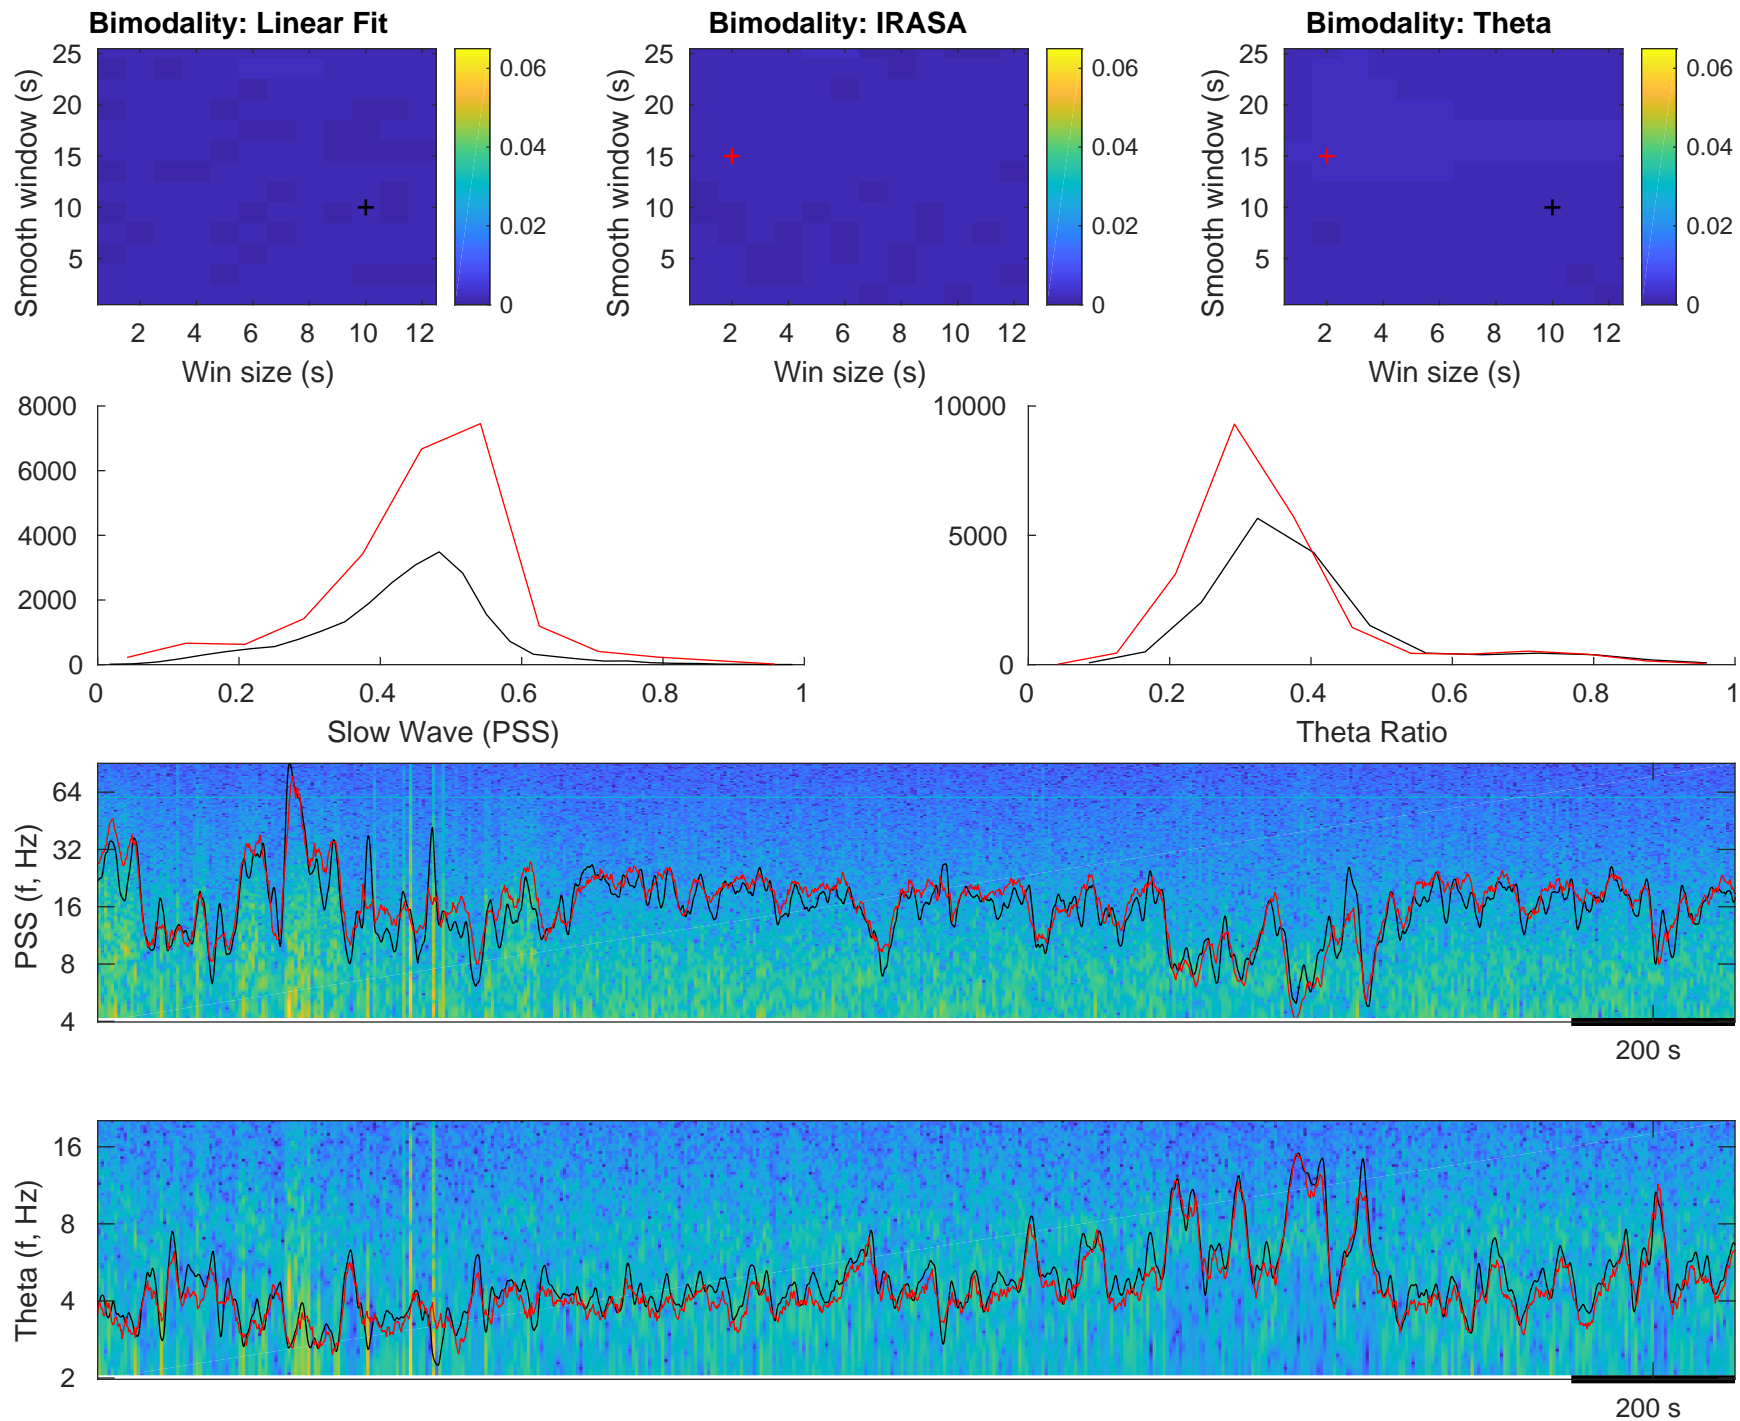 Bimodality: Linear Fit
Bimodality: IRASA
Bimodality: Theta
Smooth window (s)
25
20
15
10
5
2 4 6 8 10 12
Win size (s)
0.06
0.04
0.02
0
Smooth window (s)
25
20
15
10
5
2 4 6 8 10 12
Win size (s)
0.06
0.04
0.02
0
Smooth window (s)
25
20
15
10
5
2 4 6 8 10 12
Win size (s)
0.06
0.04
0.02
0
8000
6000
4000
2000
0
0 0.2 0.4 0.6 0.8 1
Slow Wave (PSS)
10000
5000
0
0 0.2 0.4 0.6 0.8 1
Theta Ratio
PSS (f, Hz)
64
32
16
8
4
200 s
Theta (f, Hz)
16
8
4
2
200 s